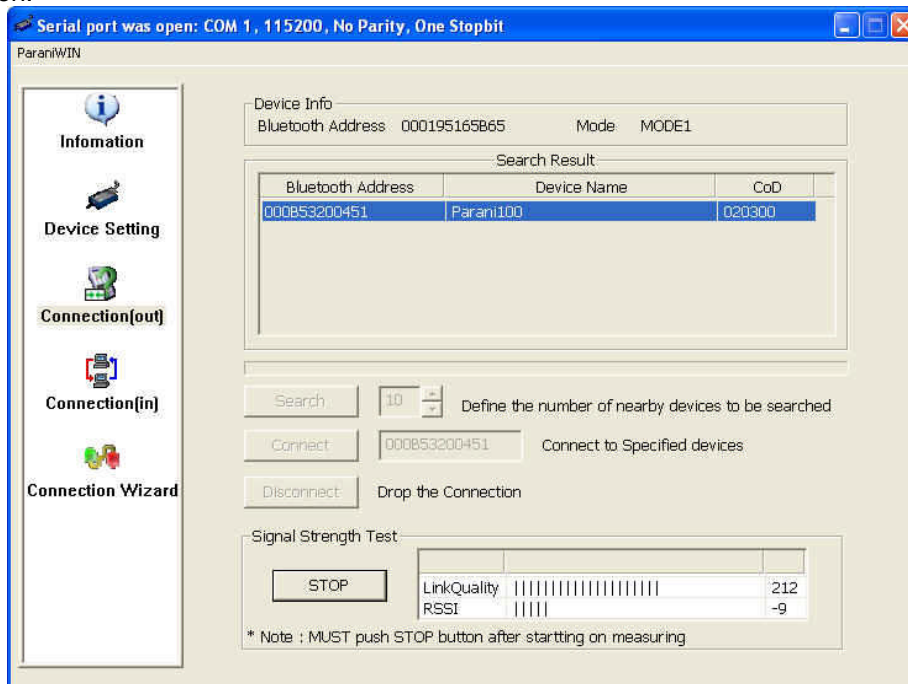 Serial port was open: COM 1, 115200, No Parity, One Stopbit
ParaniWIN
Infomation
Device Setting
Connection(out)
Connection(in)
Connection Wizard
Device Info
Bluetooth Address 000195165B65 Mode MODE1
Search Result
Bluetooth Address Device Name CoD
000B53200451 Parani100 020300
Search 10 Define the number of nearby devices to be searched
Connect 000B53200451 Connect to Specified devices
Disconnect Drop the Connection
Signal Strength Test
STOP
LinkQuality |||||||||||||||||||| 212
RSSI ||||| -9
* Note : MUST push STOP button after startting on measuring